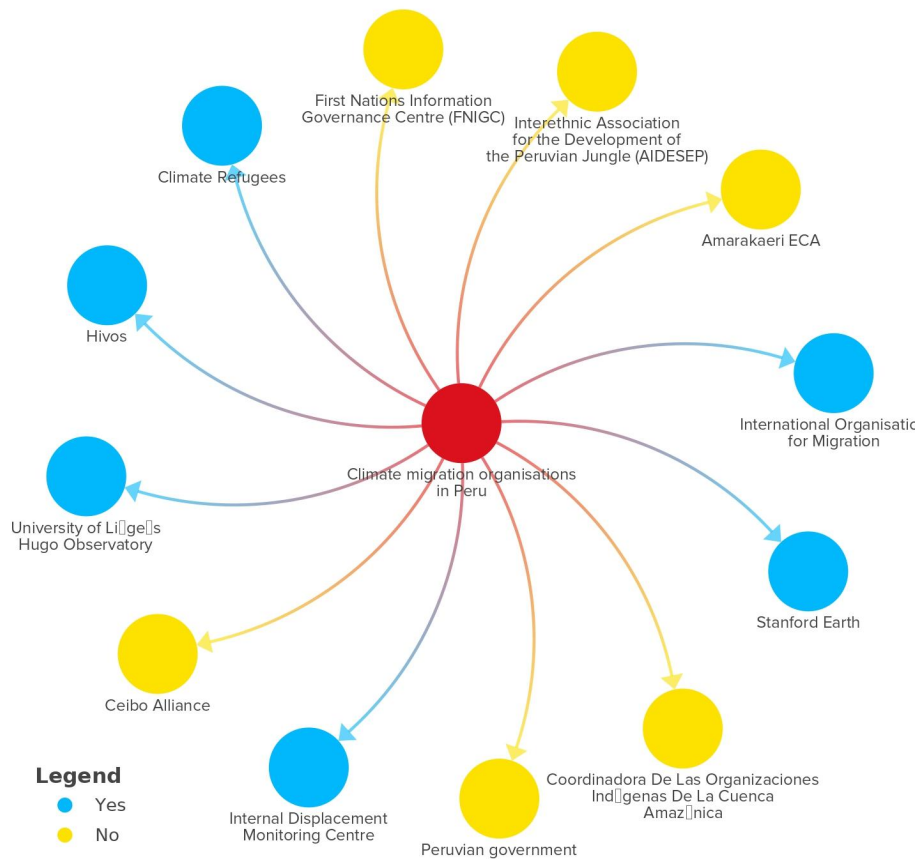 First Nations Information
Governance Centre (FNIGC)
Interethnic Association
for the Development of
the Peruvian Jungle (AIDESEP)
Climate Refugees
Amarakaeri ECA
Hivos
International Organisatio
for Migration
Climate migration organisations
in Peru
University of Li▯ge▯s
Hugo Observatory
Stanford Earth
Ceibo Alliance
Coordinadora De Las Organizaciones
Ind▯genas De La Cuenca
Amaz▯nica
Internal Displacement
Monitoring Centre
Peruvian government
Legend
Yes
No